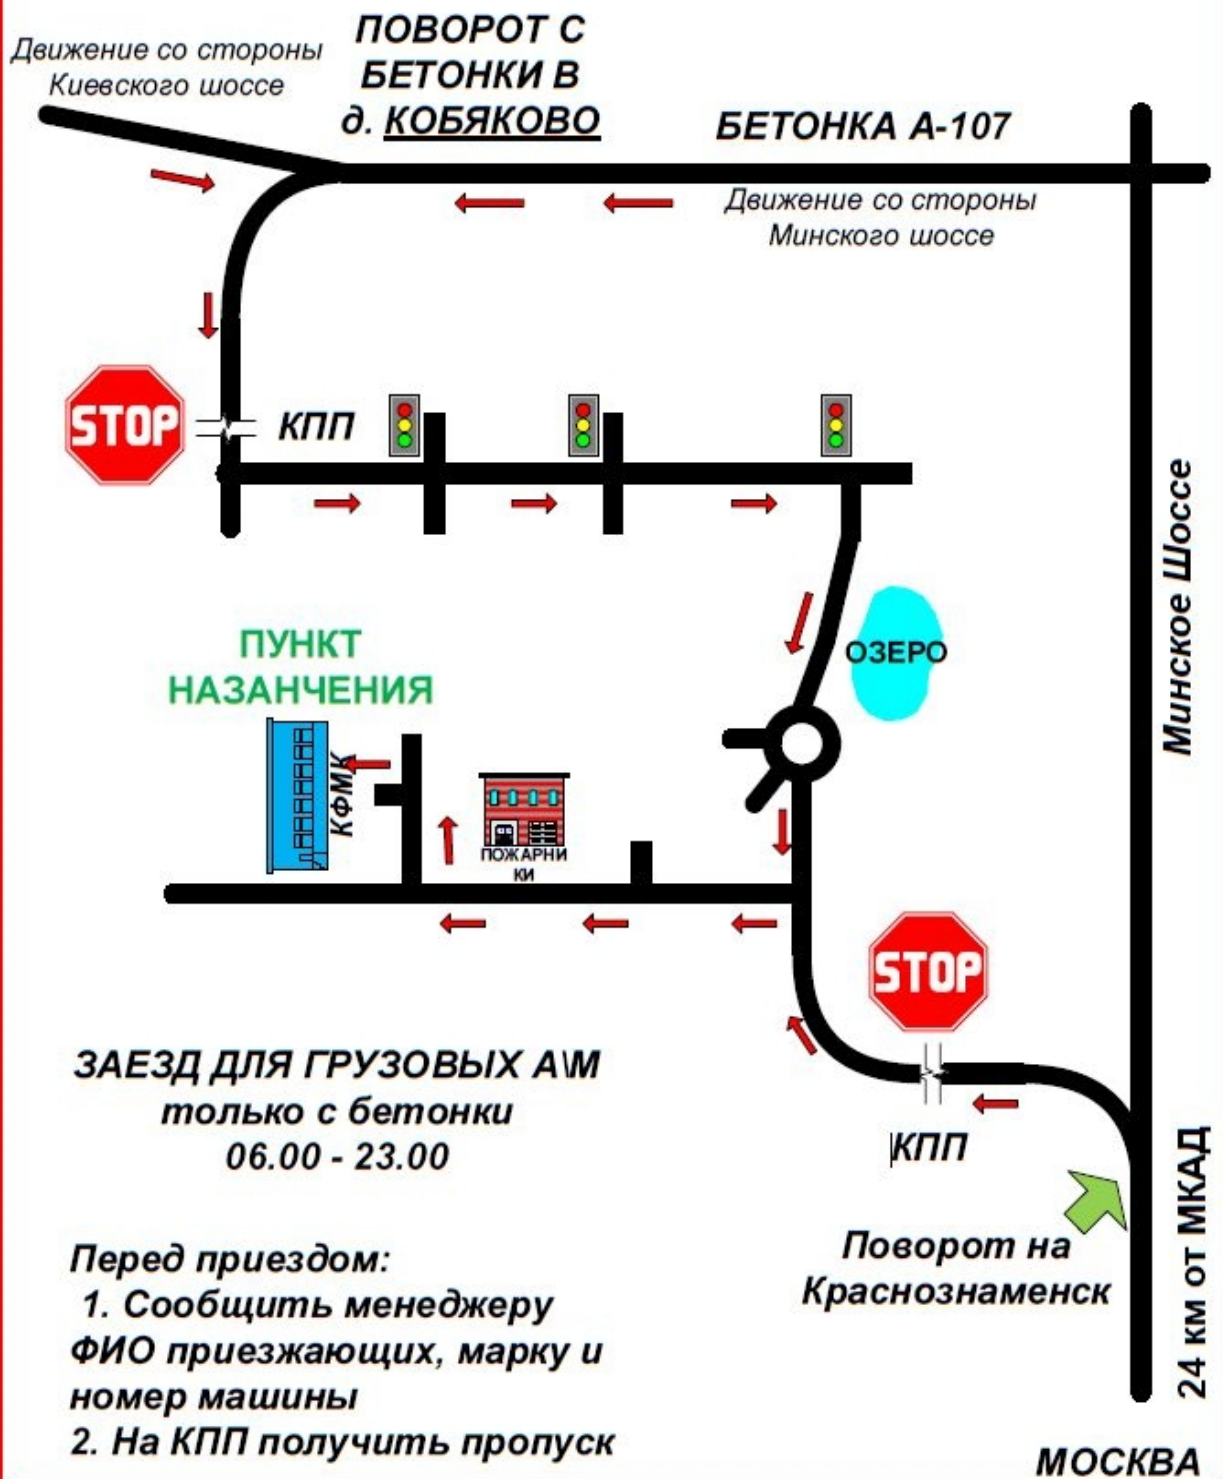 Движение со стороны
Киевского шоссе
ПОВОРОТ С
БЕТОНКИ В
д. КОБЯКОВО
БЕТОНКА А-107
Движение со стороны
Минского шоссе
STOP
КПП
Минское Шоссе
ПУНКТ
НАЗАНЧЕНИЯ
ОЗЕРО
КФМК
ПОЖАРНИ
КИ
STOP
КПП
ЗАЕЗД ДЛЯ ГРУЗОВЫХ А\М
только с бетонки
06.00 - 23.00
Поворот на
Краснознаменск
24 км от МКАД
Перед приездом:
1. Сообщить менеджеру
ФИО приезжающих, марку и
номер машины
2. На КПП получить пропуск
МОСКВА